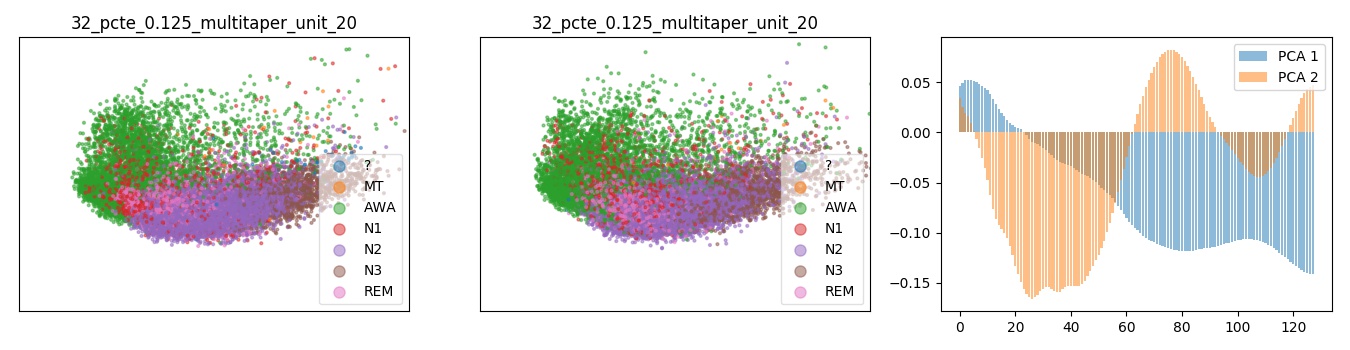 32_pcte_0.125_multitaper_unit_20
?
MT
AWA
N1
N2
N3
REM
32_pcte_0.125_multitaper_unit_20
?
MT
AWA
N1
N2
N3
REM
PCA 1
PCA 2
0.05
0.00
−0.05
−0.10
−0.15
0 20 40 60 80 100 120